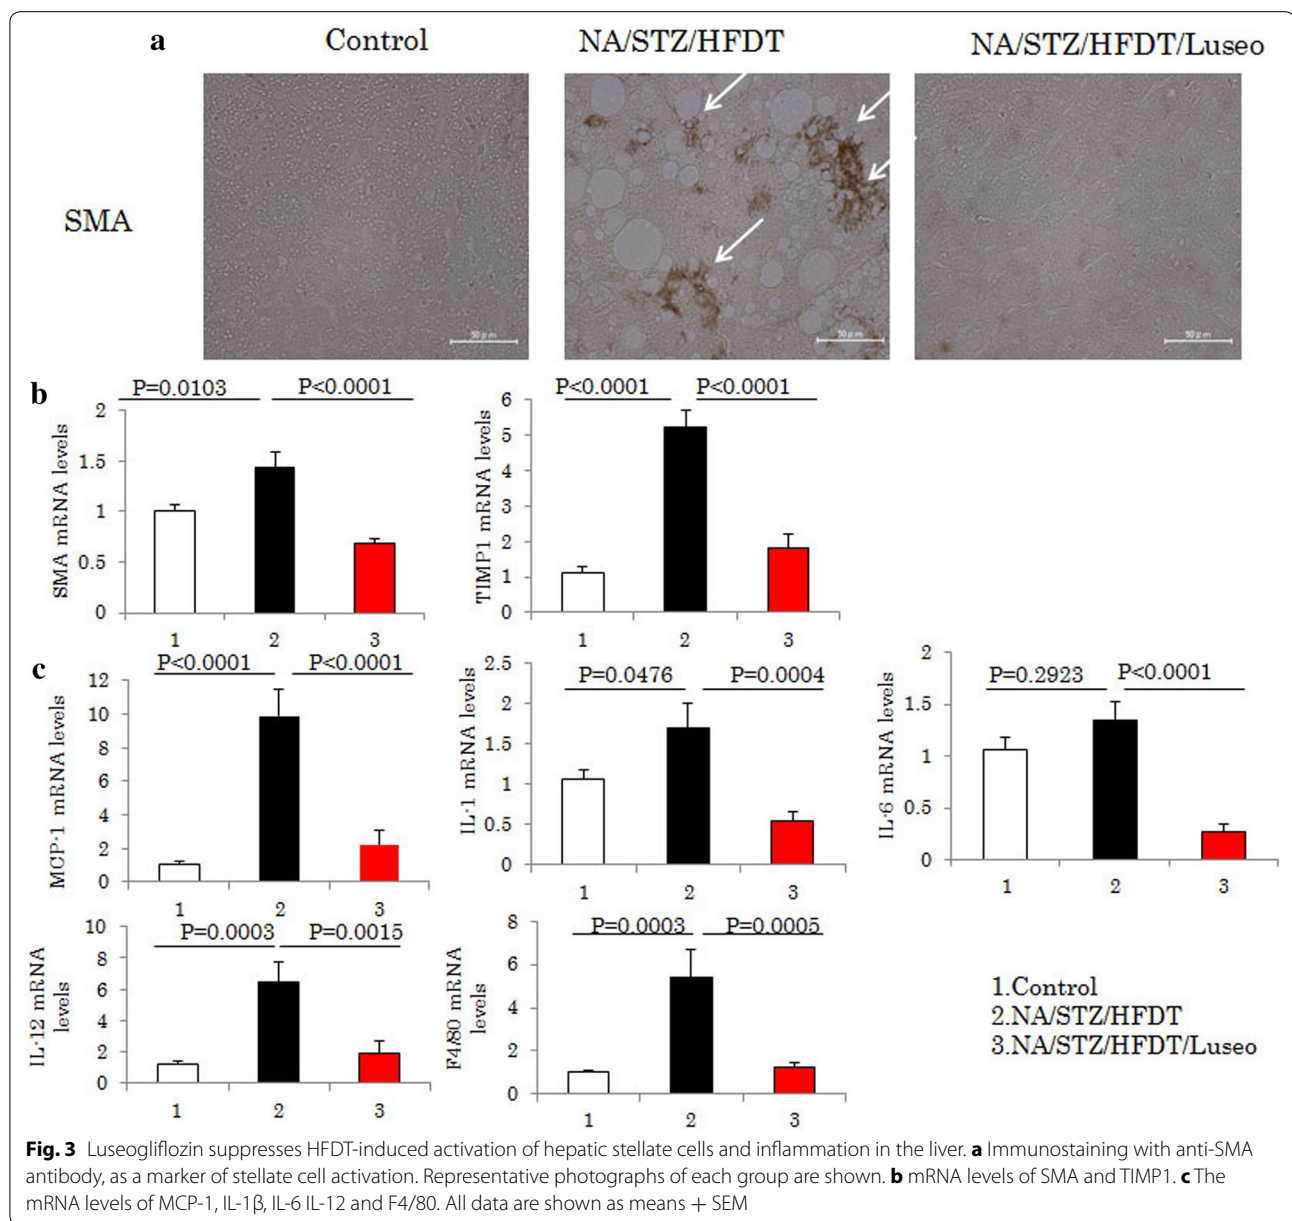 a
Control
NA/STZ/HFDT
NA/STZ/HFDT/Luseo
SMA
50μm
50μm
50μm
b
P=0.0103
P<0.0001
SMA mRNA levels
2
1.5
1
0.5
0
1
2
3
P<0.0001
P<0.0001
TIMP1 mRNA levels
6
5
4
3
2
1
0
1
2
3
c
P<0.0001
P<0.0001
MCP-1 mRNA levels
12
10
8
6
4
2
0
1
2
3
P=0.0476
P=0.0004
IL-1 mRNA levels
2.5
2
1.5
1
0.5
0
1
2
3
P=0.2923
P<0.0001
IL-6 mRNA levels
2
1.5
1
0.5
0
1
2
3
P=0.0003
P=0.0015
IL-12 mRNA
levels
10
8
6
4
2
0
1
2
3
P=0.0003
P=0.0005
F4/80 mRNA
levels
8
6
4
2
0
1
2
3
1.Control
2.NA/STZ/HFDT
3.NA/STZ/HFDT/Luseo
Fig. 3 Luseogliflozin suppresses HFDT-induced activation of hepatic stellate cells and inflammation in the liver. a Immunostaining with anti-SMA
antibody, as a marker of stellate cell activation. Representative photographs of each group are shown. b mRNA levels of SMA and TIMP1. c The
mRNA levels of MCP-1, IL-1β, IL-6 IL-12 and F4/80. All data are shown as means + SEM